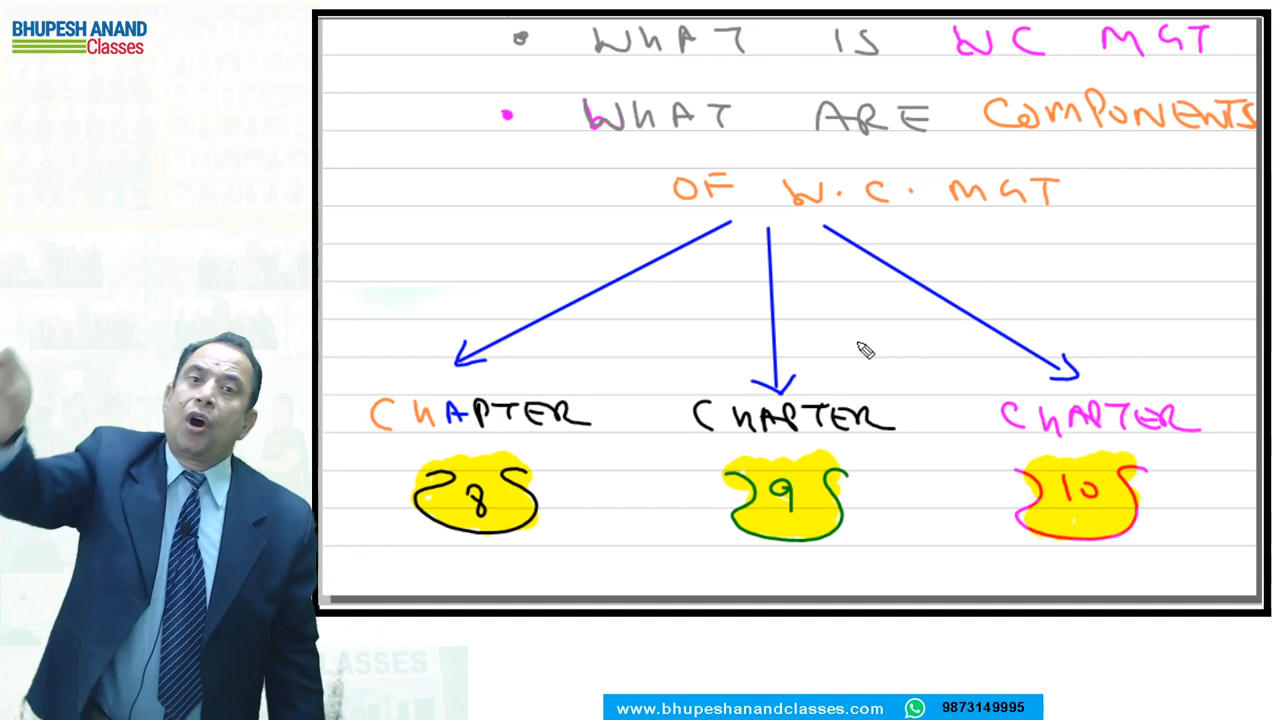 BHUPESH ANAND
Classes
• WHAT IS WC MGT
• WHAT ARE COMPONENTS
OF W.C. MGT
CHAPTER CHAPTER CHAPTER
8 9 10
CLASSES
www.bhupeshanandclasses.com 9873149995